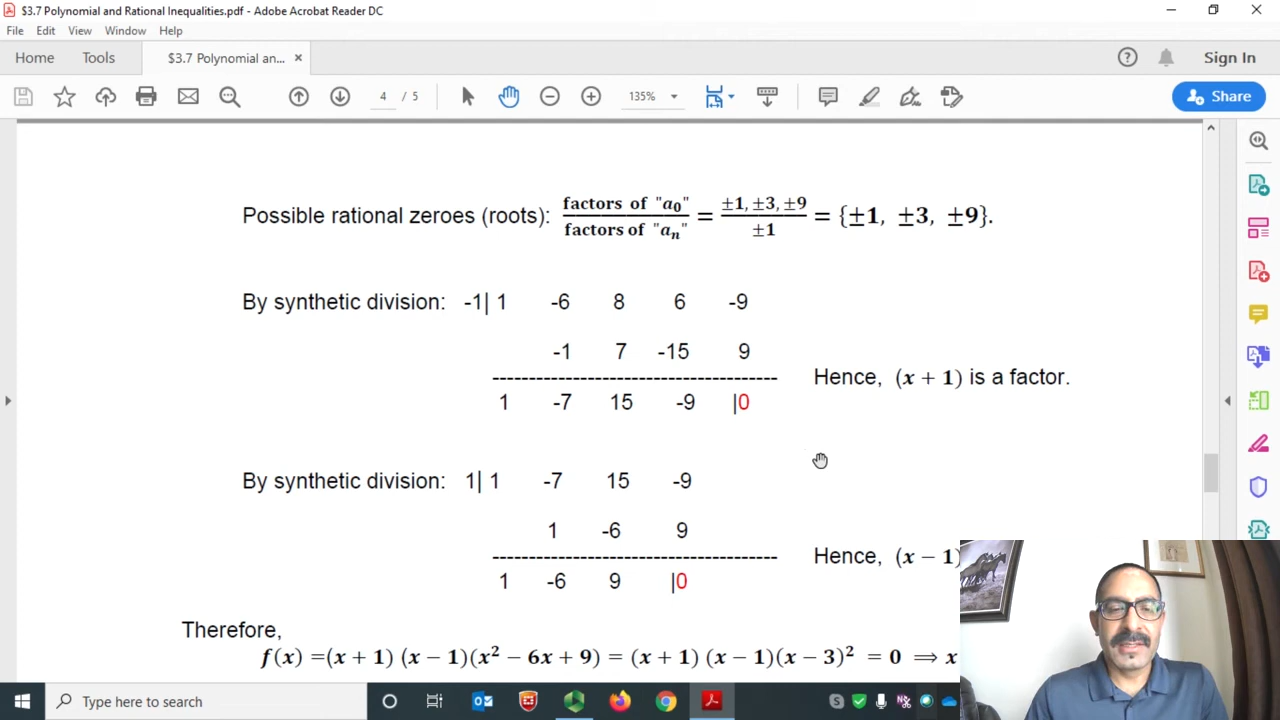 $3.7 Polynomial and Rational Inequalities.pdf - Adobe Acrobat Reader DC
File Edit View Window Help
Home Tools $3.7 Polynomial an... × Sign In
4 / 5 135% Share
Possible rational zeroes (roots): factors of "a₀" / factors of "aₙ" = ±1, ±3, ±9 / ±1 = {±1, ±3, ±9}.
By synthetic division: -1| 1 -6 8 6 -9
-1 7 -15 9
---------------------------------------
Hence, (x + 1) is a factor.
1 -7 15 -9 |0
By synthetic division: 1| 1 -7 15 -9
1 -6 9
---------------------------------------
Hence, (x − 1)
1 -6 9 |0
Therefore,
f(x) =(x + 1) (x − 1)(x² − 6x + 9) = (x + 1) (x − 1)(x − 3)² = 0 ⟹ x
Type here to search